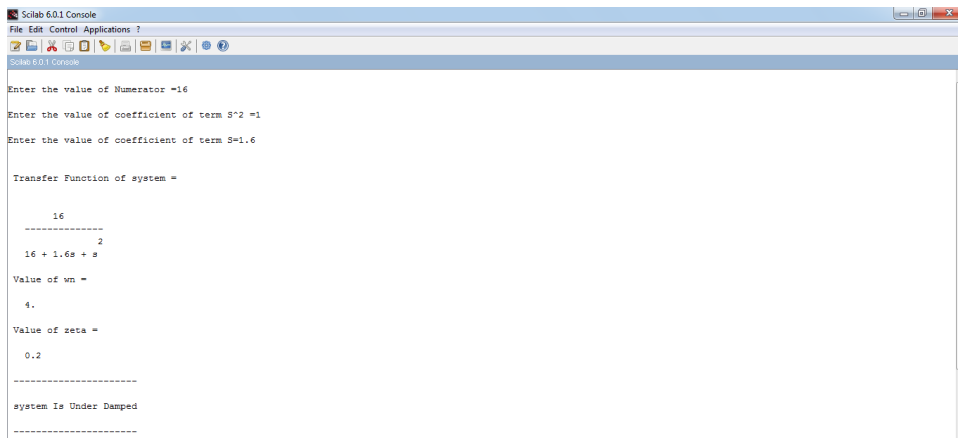 Scilab 6.0.1 Console
File Edit Control Applications ?
Scilab 6.0.1 Console
Enter the value of Numerator =16
Enter the value of coefficient of term S^2 =1
Enter the value of coefficient of term S=1.6
Transfer Function of system =
16
--------------
2
16 + 1.6s + s
Value of wn =
4.
Value of zeta =
0.2
----------------------
system Is Under Damped
----------------------